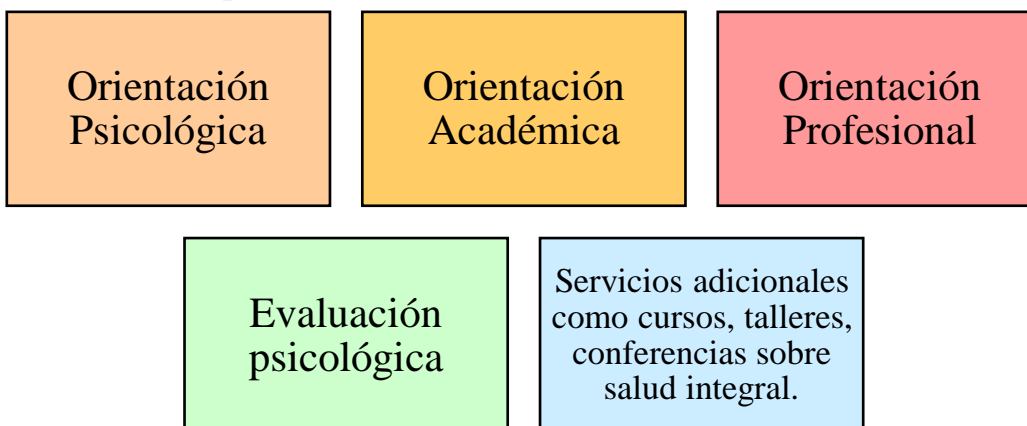 Orientación
Psicológica
Orientación
Académica
Orientación
Profesional
Evaluación
psicológica
Servicios adicionales
como cursos, talleres,
conferencias sobre
salud integral.